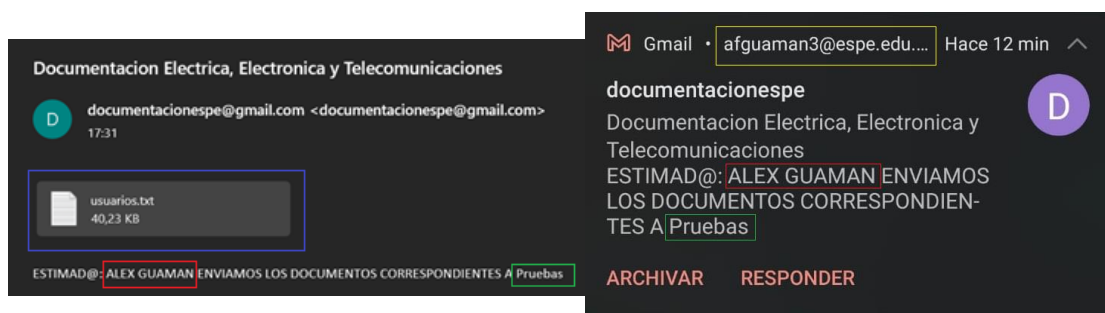 Documentacion Electrica, Electronica y Telecomunicaciones
D
documentacionespe@gmail.com <documentacionespe@gmail.com>
17:31
usuarios.txt
40,23 KB
ESTIMAD@: ALEX GUAMAN ENVIAMOS LOS DOCUMENTOS CORRESPONDIENTES A Pruebas
Gmail • afguaman3@espe.edu.... Hace 12 min
documentacionespe
D
Documentacion Electrica, Electronica y
Telecomunicaciones
ESTIMAD@: ALEX GUAMAN ENVIAMOS
LOS DOCUMENTOS CORRESPONDIEN-
TES A Pruebas
ARCHIVAR RESPONDER